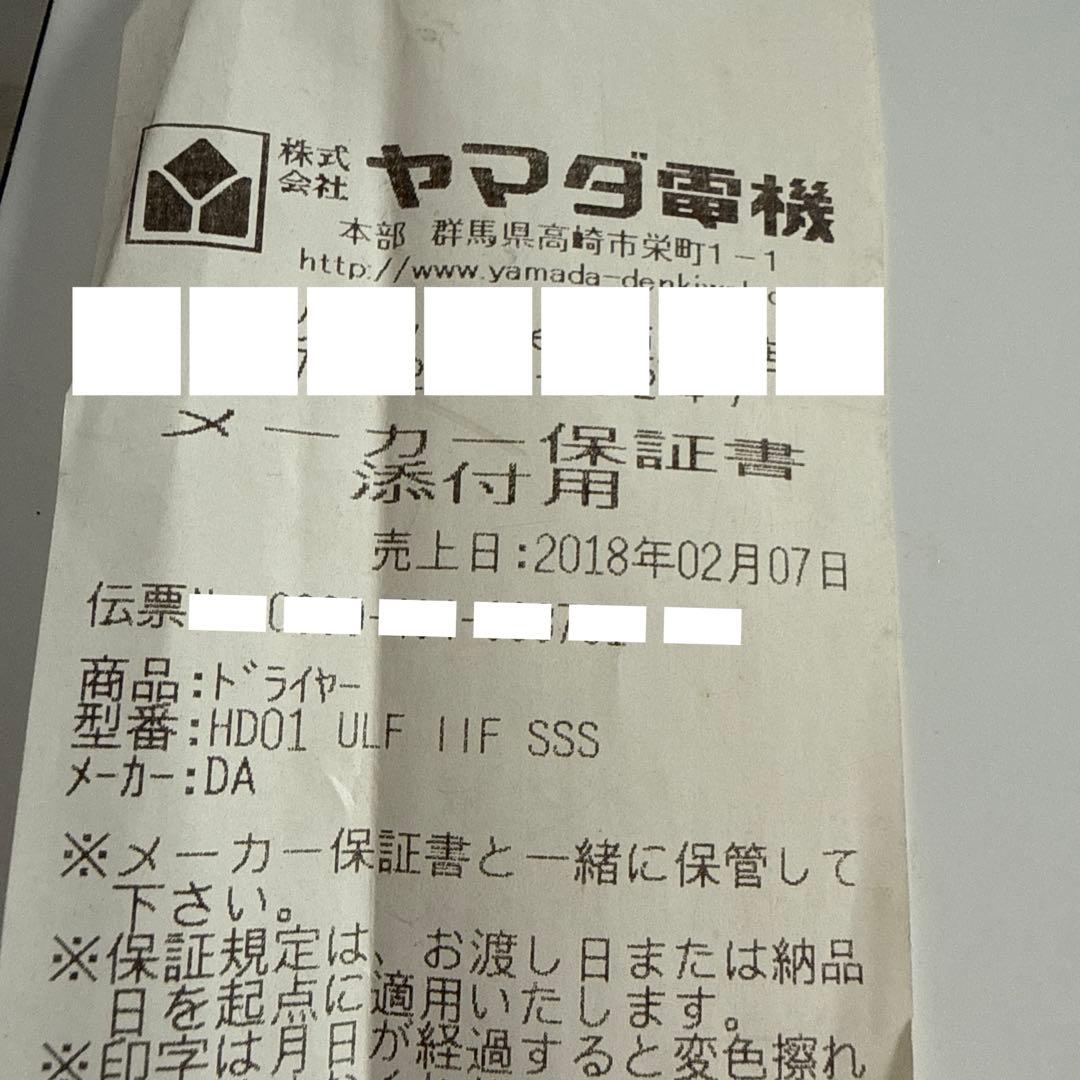 株式会社 ヤマダ電機
本部 群馬県高崎市栄町1-1
http://www.yamada-denki
メーカー保証書
添付用
売上日:2018年02月07日
伝票
商品:ドライヤー
型番:HD01 ULF IIF SSS
メーカー:DA
※メーカー保証書と一緒に保管して
下さい。
※保証規定は、お渡し日または納品
日を起点に適用いたします。
※印字は月日が経過すると変色擦れ